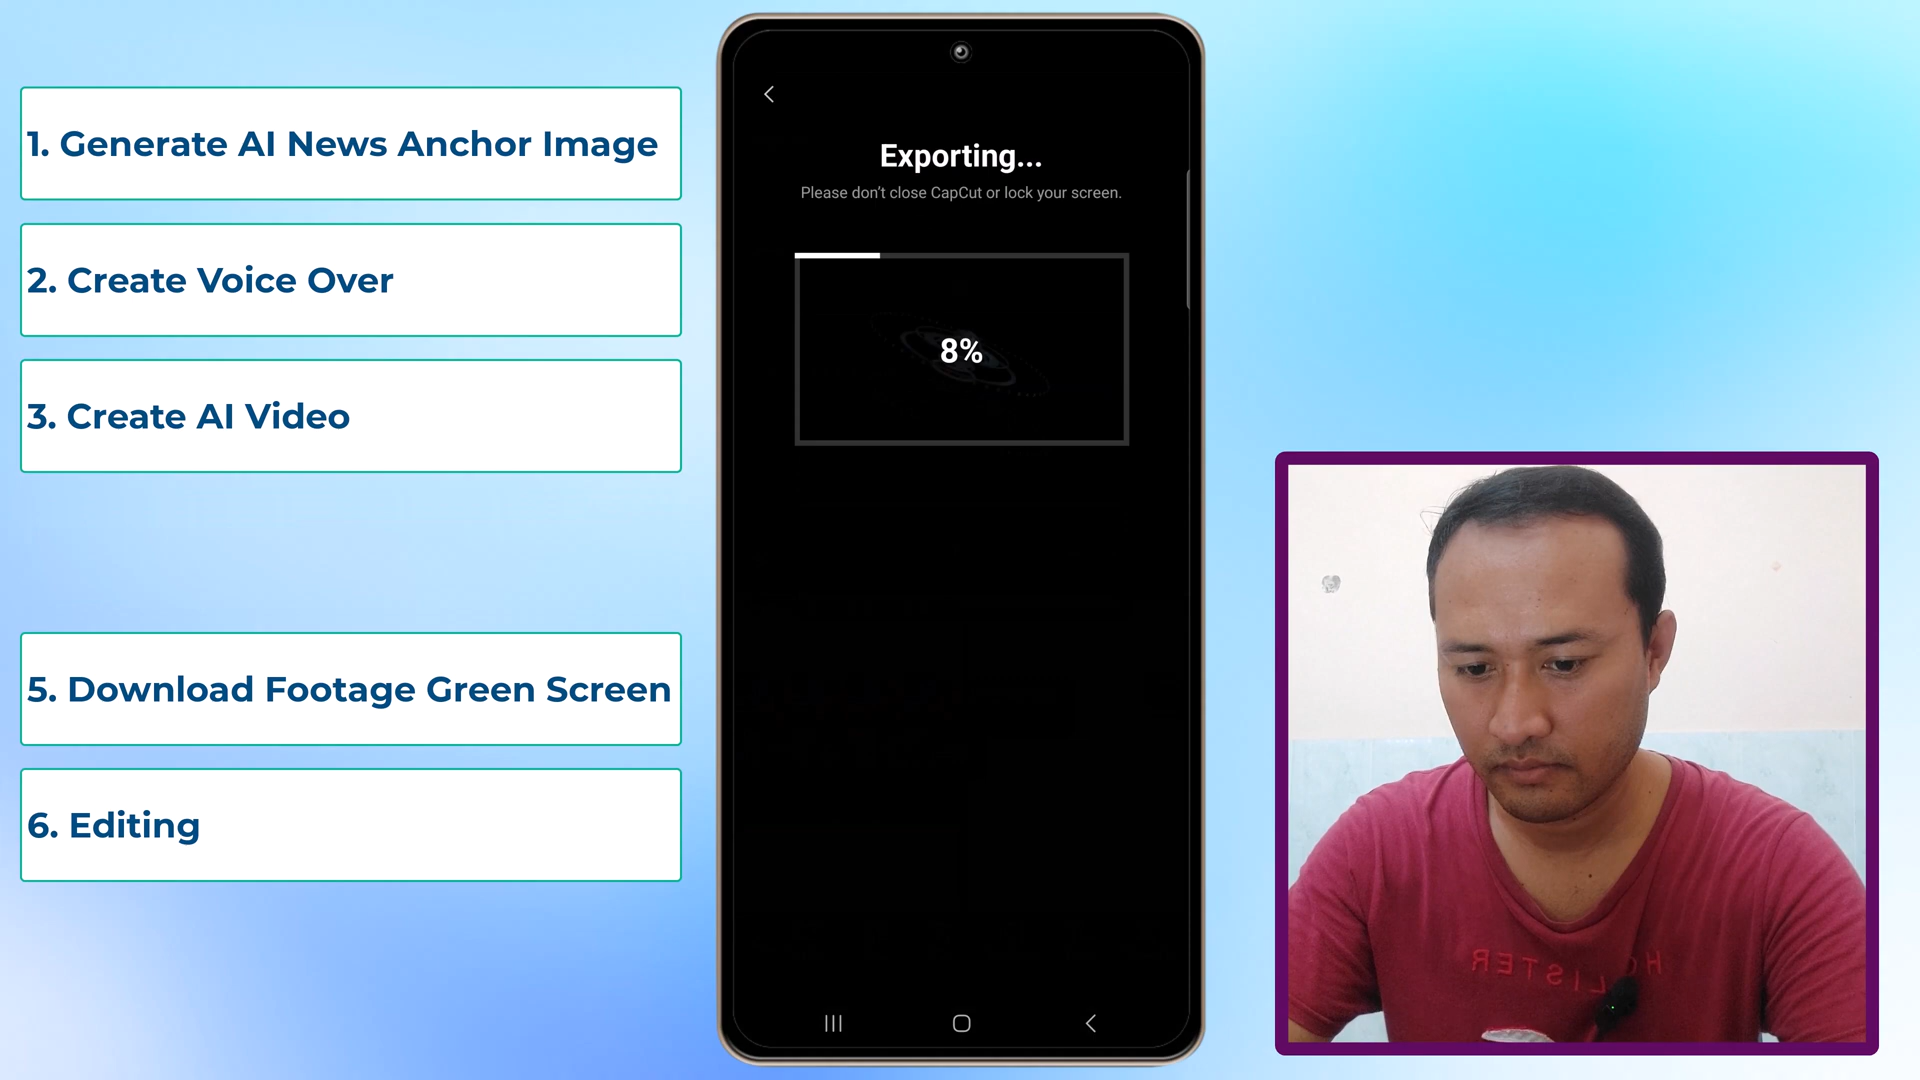 1. Generate AI News Anchor Image
2. Create Voice Over
3. Create AI Video
5. Download Footage Green Screen
6. Editing
Exporting...
Please don't close CapCut or lock your screen.
8%
HOLLISTER